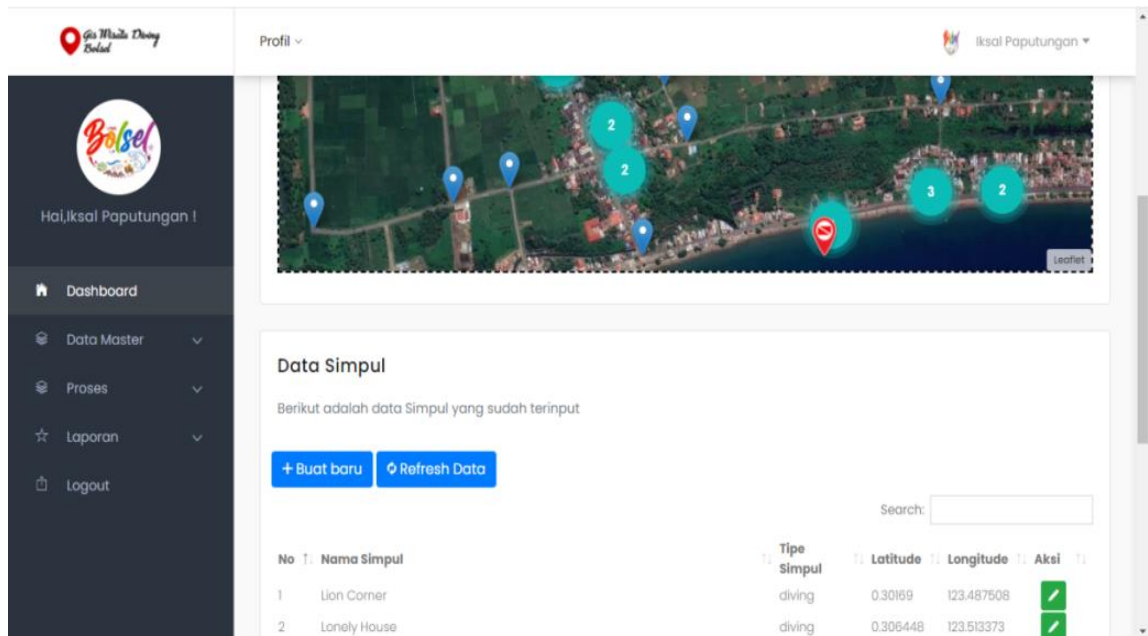 Gis Wisata Diving
Bolsel
Profil
Iksal Paputungan
Bolsel
Hai,Iksal Paputungan !
2
2
3
2
Leaflet
Dashboard
Data Master
Proses
Laporan
Logout
Data Simpul
Berikut adalah data Simpul yang sudah terinput
+ Buat baru
Refresh Data
Search:
No Nama Simpul Tipe Simpul Latitude Longitude Aksi
1 Lion Corner diving 0.30169 123.487508
2 Lonely House diving 0.306448 123.513373